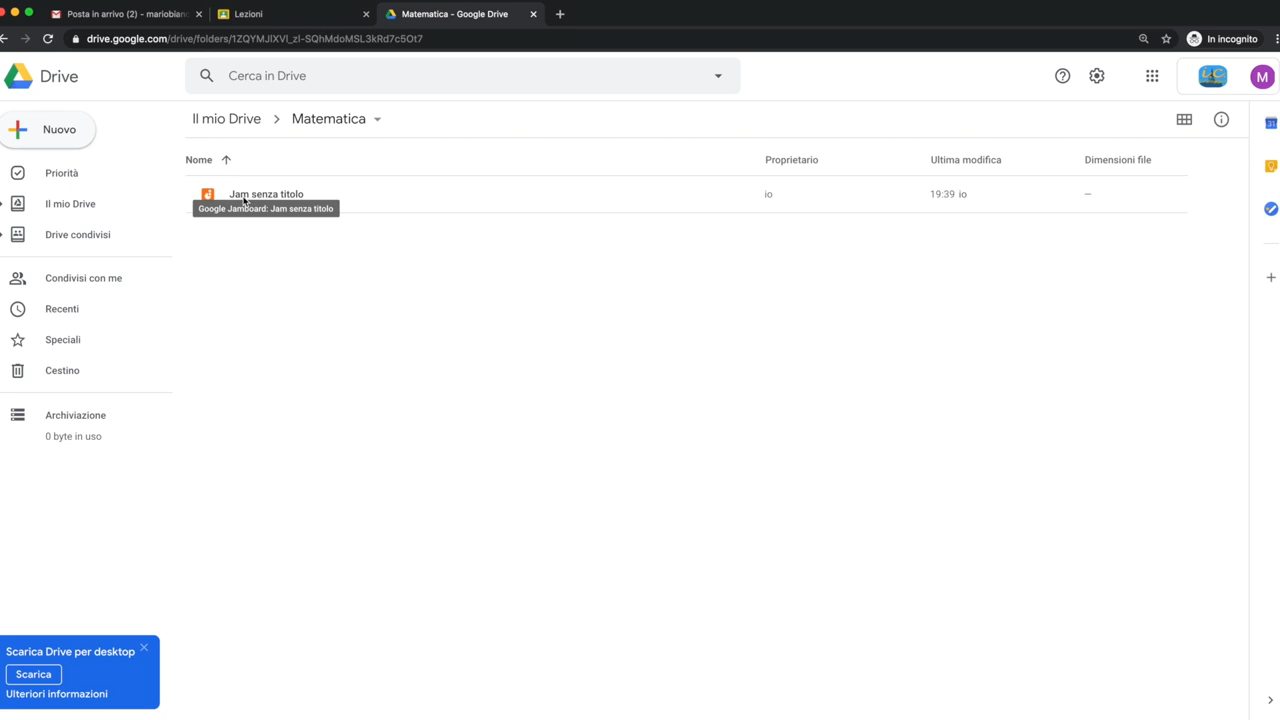 Posta in arrivo (2) - mariobian
Lezioni
Matematica - Google Drive
drive.google.com/drive/folders/1ZQYMJIXVI_zI-SQhMdoMSL3kRd7c5Ot7
In incognito
Drive
Cerca in Drive
i.C
M
Nuovo
Il mio Drive > Matematica
Nome
Proprietario
Ultima modifica
Dimensioni file
Jam senza titolo
io
19:39 io
–
Google Jamboard: Jam senza titolo
Priorità
Il mio Drive
Drive condivisi
Condivisi con me
Recenti
Speciali
Cestino
Archiviazione
0 byte in uso
31
Scarica Drive per desktop
Scarica
Ulteriori informazioni